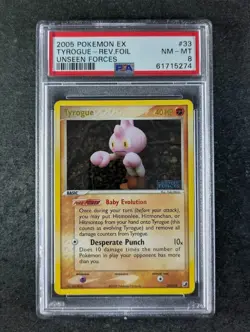 2005 POKEMON EX #33
TYROGUE - REV.FOIL NM - MT
UNSEEN FORCES 8
PSA 61715274
Tyrogue
BASIC
Baby Evolution
Once during your turn (before your attack),
you may put Hitmonlee, Hitmonchan, or
Hitmontop from your hand onto Tyrogue (this
counts as evolving Tyrogue) and remove all
damage counters from Tyrogue.
Desperate Punch 10x
Does 10 damage times the number of
Pokémon in play your opponent has more
than you.